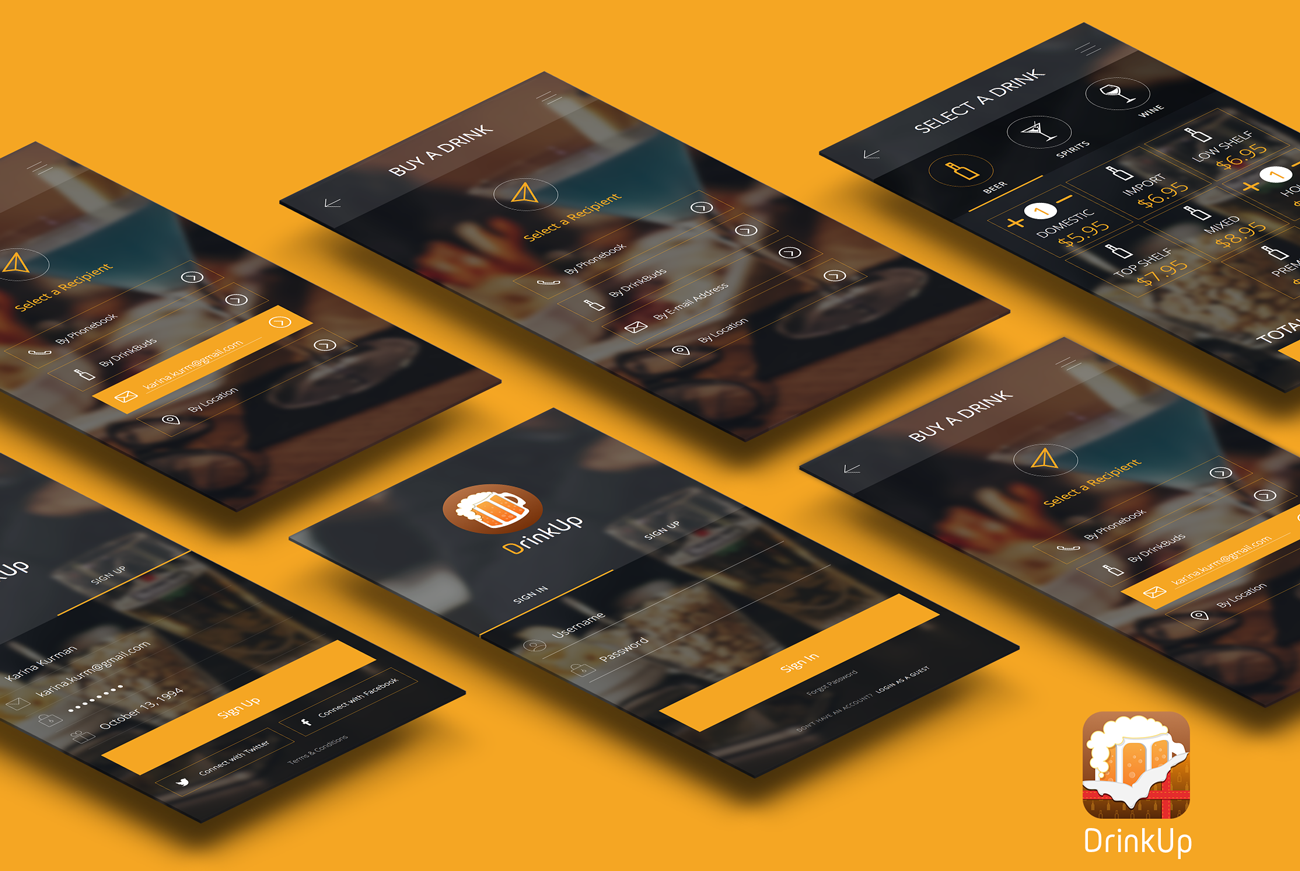 Select a Recipient
By Phonebook
By DrinkBuds
karina.kurm@gmail.com
By Location
BUY A DRINK
Select a Recipient
By Phonebook
By DrinkBuds
By E-mail Address
By Location
SELECT A DRINK
BEER
SPIRITS
WINE
1
DOMESTIC
$5.95
IMPORT
$6.95
LOW SHELF
$6.95
TOP SHELF
$7.95
MIXED
$8.95
1
SIGN UP
Karina Kurman
karina.kurm@gmail.com
October 13, 1994
Sign Up
Connect with Twitter
Connect with Facebook
Terms & Conditions
DrinkUp
SIGN IN
SIGN UP
Username
Password
Sign In
Forgot Password
DON'T HAVE AN ACCOUNT? LOGIN AS A GUEST
BUY A DRINK
Select a Recipient
By Phonebook
By DrinkBuds
karina.kurm@gmail.com
By Location
DrinkUp